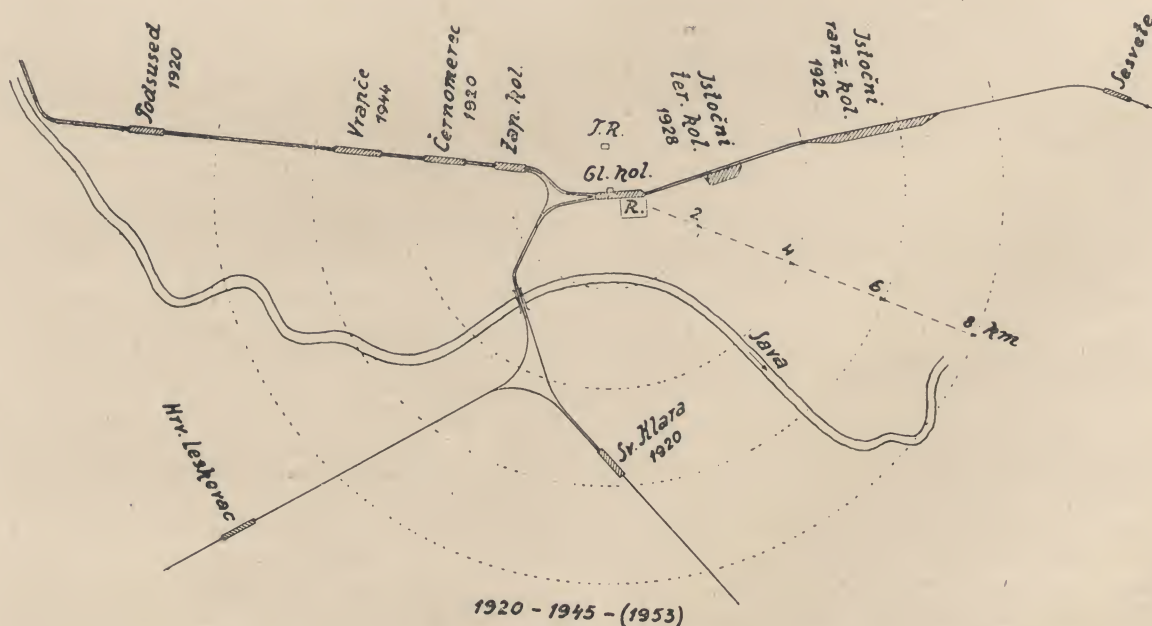 Podsused
1920
Vrapče
1944
Černomerec
1920
Zap. kol.
T.R.
Gl. kol.
R.
Istočni
ter. kol.
1928
Istočni
ranž. kol.
1925
Sesvete
2
4
6
8 km
Sava
Hrv. Leskovac
Sv. Klara
1920
1920 - 1945 - (1953)